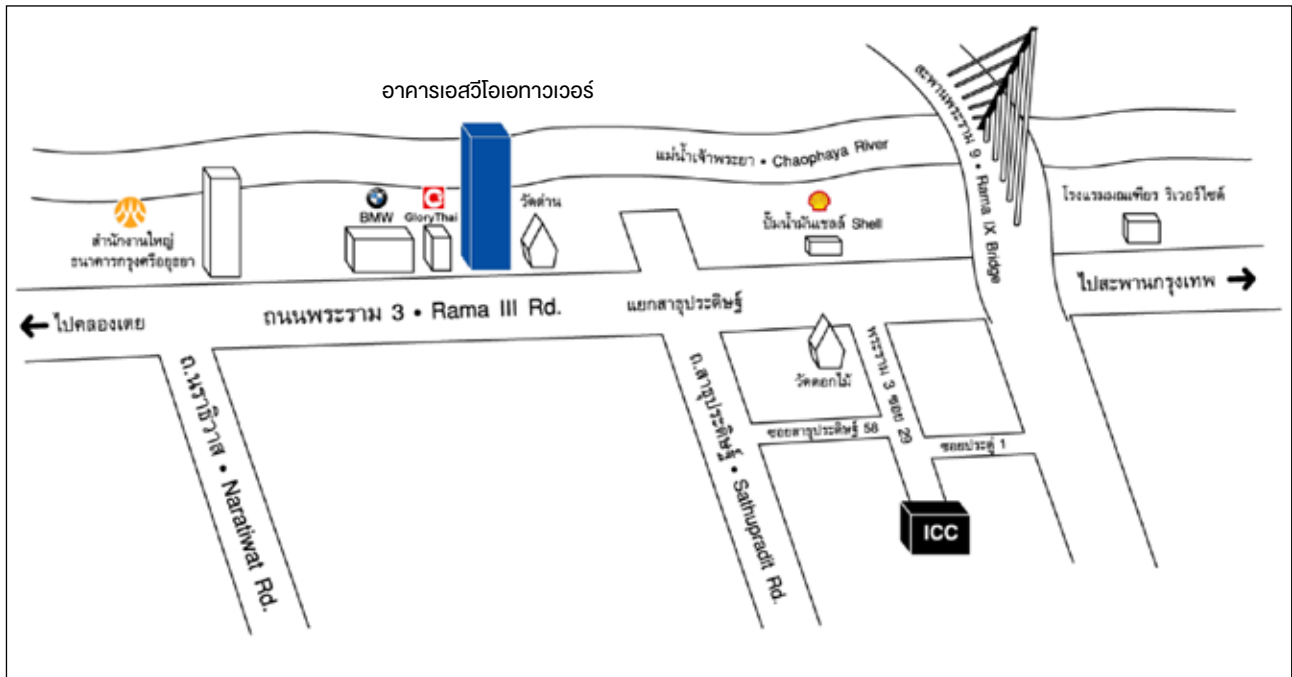 อาคารเอสวีโอเอทาวเวอร์
สะพานพระราม 9 • Rama IX Bridge
แม่น้ำเจ้าพระยา • Chaophaya River
สำนักงานใหญ่
ธนาคารกรุงศรีอยุธยา
BMW
GloryThai
วัดด่าน
ปั๊มน้ำมันเชลล์ Shell
โรงแรมมณเฑียร ริเวอร์ไซด์
ไปสะพานกรุงเทพ
ไปคลองเตย
ถนนพระราม 3 • Rama III Rd.
แยกสาธุประดิษฐ์
ถ.นราธิวาส • Naratiwat Rd.
ถ.สาธุประดิษฐ์ • Sathupradit Rd.
วัดดอกไม้
พระราม 3 ซอย 29
ซอยสาธุประดิษฐ์ 58
ซอยประดู่ 1
ICC